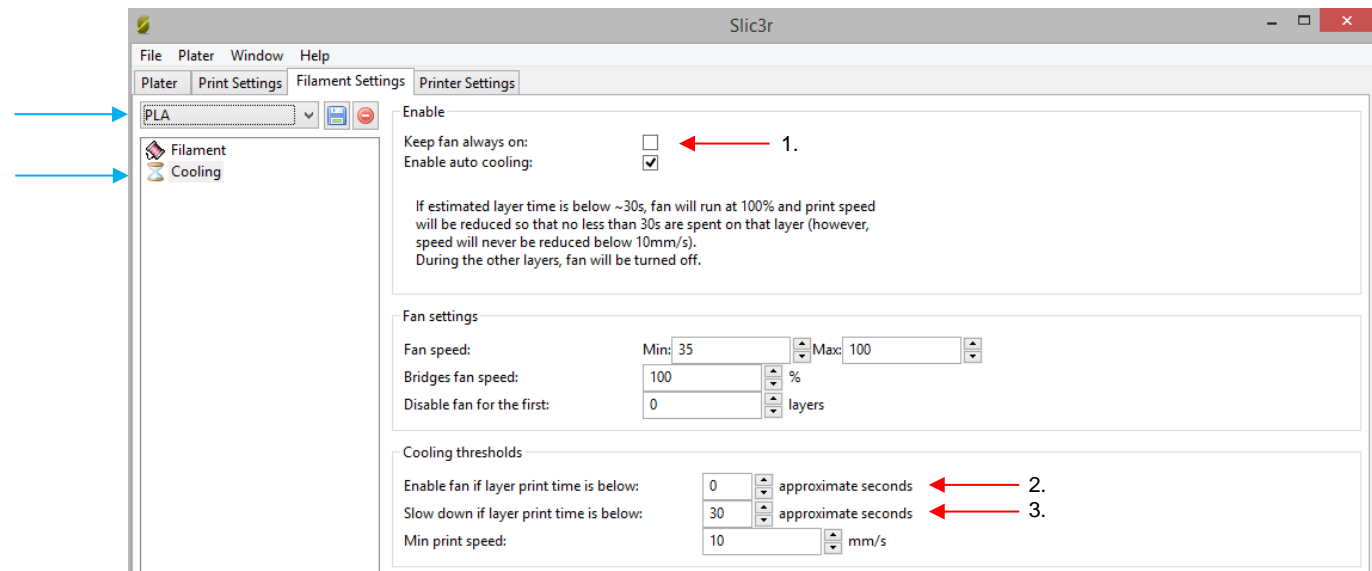 Slic3r
File Plater Window Help
Plater Print Settings Filament Settings Printer Settings
PLA
Filament
Cooling
Enable
Keep fan always on: 1.
Enable auto cooling:
If estimated layer time is below ~30s, fan will run at 100% and print speed
will be reduced so that no less than 30s are spent on that layer (however,
speed will never be reduced below 10mm/s).
During the other layers, fan will be turned off.
Fan settings
Fan speed: Min: 35 Max: 100
Bridges fan speed: 100 %
Disable fan for the first: 0 layers
Cooling thresholds
Enable fan if layer print time is below: 0 approximate seconds 2.
Slow down if layer print time is below: 30 approximate seconds 3.
Min print speed: 10 mm/s